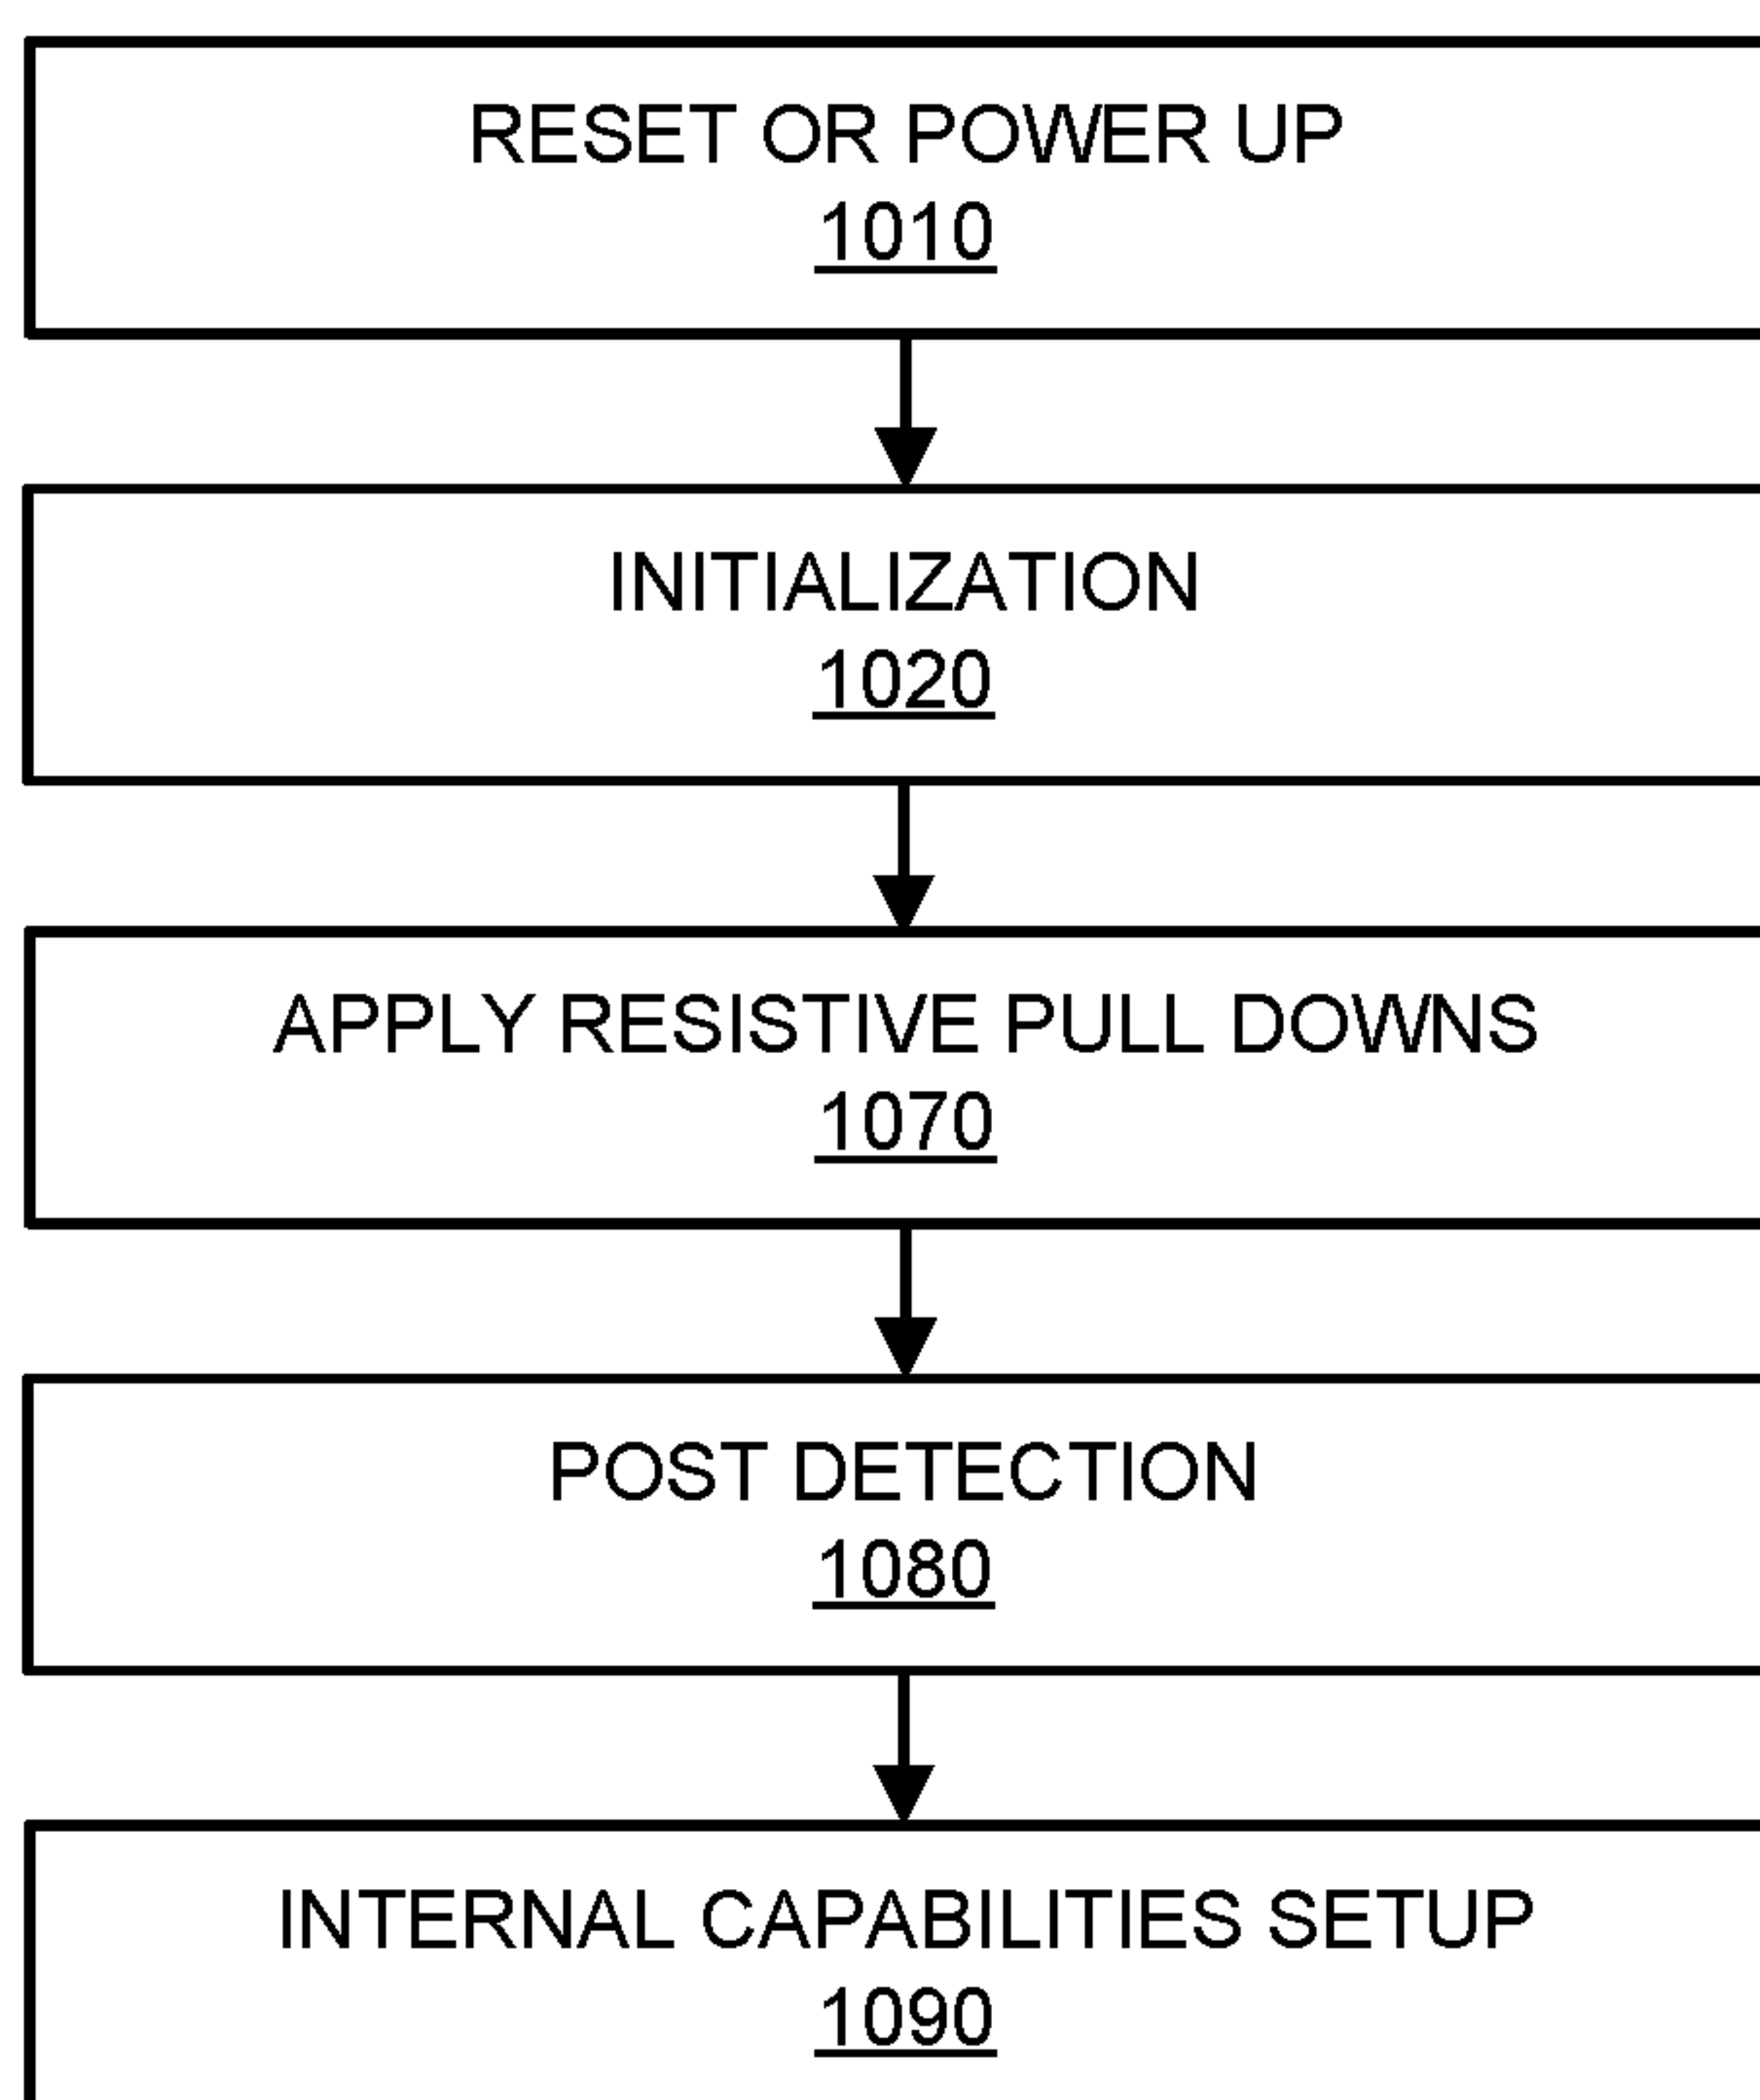 RESET OR POWER UP
1010
INITIALIZATION
1020
APPLY RESISTIVE PULL DOWNS
1070
POST DETECTION
1080
INTERNAL CAPABILITIES SETUP
1090